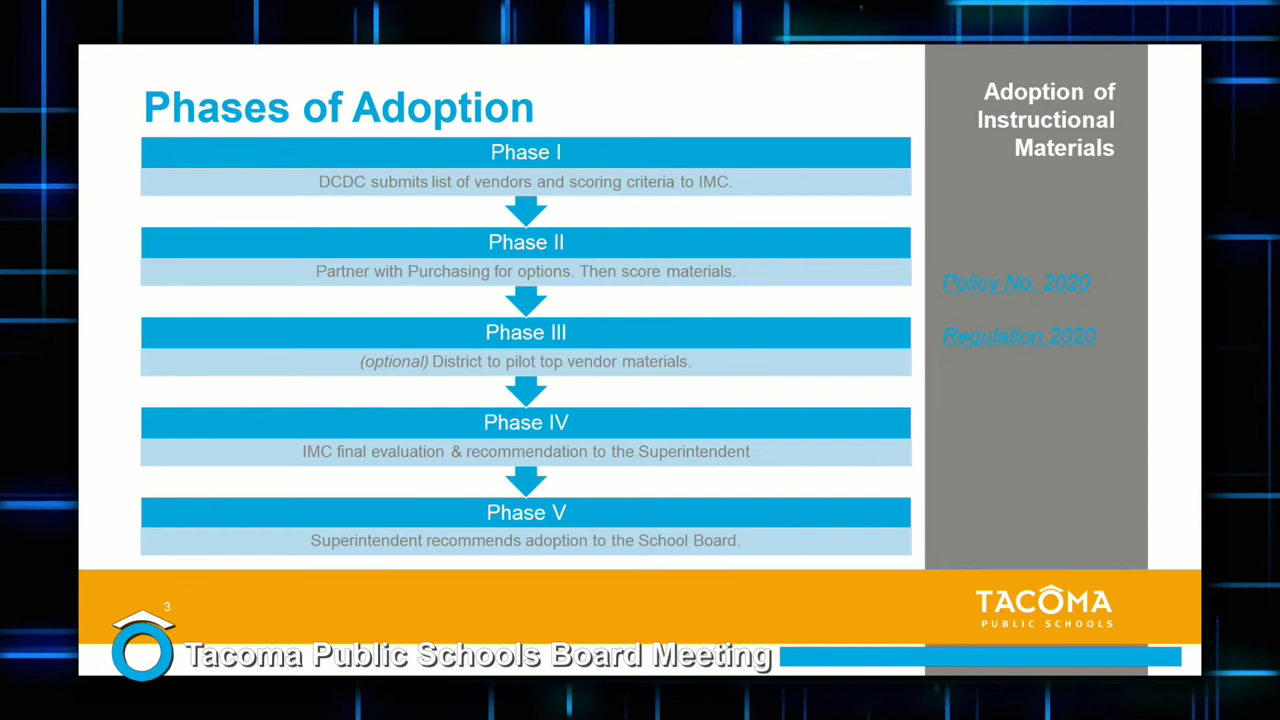 Phases of Adoption
Phase I
DCDC submits list of vendors and scoring criteria to IMC.
Phase II
Partner with Purchasing for options. Then score materials.
Phase III
(optional) District to pilot top vendor materials.
Phase IV
IMC final evaluation & recommendation to the Superintendent
Phase V
Superintendent recommends adoption to the School Board.
Adoption of
Instructional
Materials
Policy No. 2020
Regulation 2020
3
TACOMA
PUBLIC SCHOOLS
Tacoma Public Schools Board Meeting